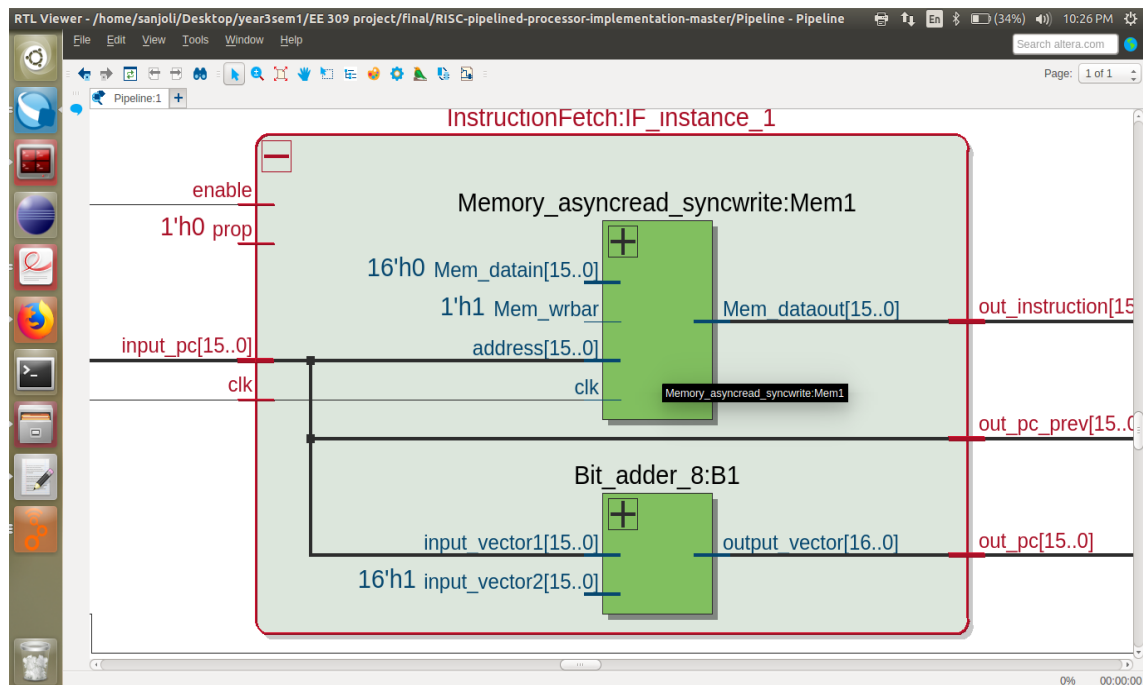 RTL Viewer - /home/sanjoli/Desktop/year3sem1/EE 309 project/final/RISC-pipelined-processor-implementation-master/Pipeline - Pipeline En (34%) 10:26 PM
File Edit View Tools Window Help
Search altera.com
Page: 1 of 1
Pipeline:1
InstructionFetch:IF_instance_1
enable
Memory_asyncread_syncwrite:Mem1
1'h0 prop
16'h0 Mem_datain[15..0]
1'h1 Mem_wrbar Mem_dataout[15..0] out_instruction[15
input_pc[15..0] address[15..0]
clk clk
Memory_asyncread_syncwrite:Mem1
out_pc_prev[15..0
Bit_adder_8:B1
input_vector1[15..0] output_vector[16..0] out_pc[15..0]
16'h1 input_vector2[15..0]
0% 00:00:00